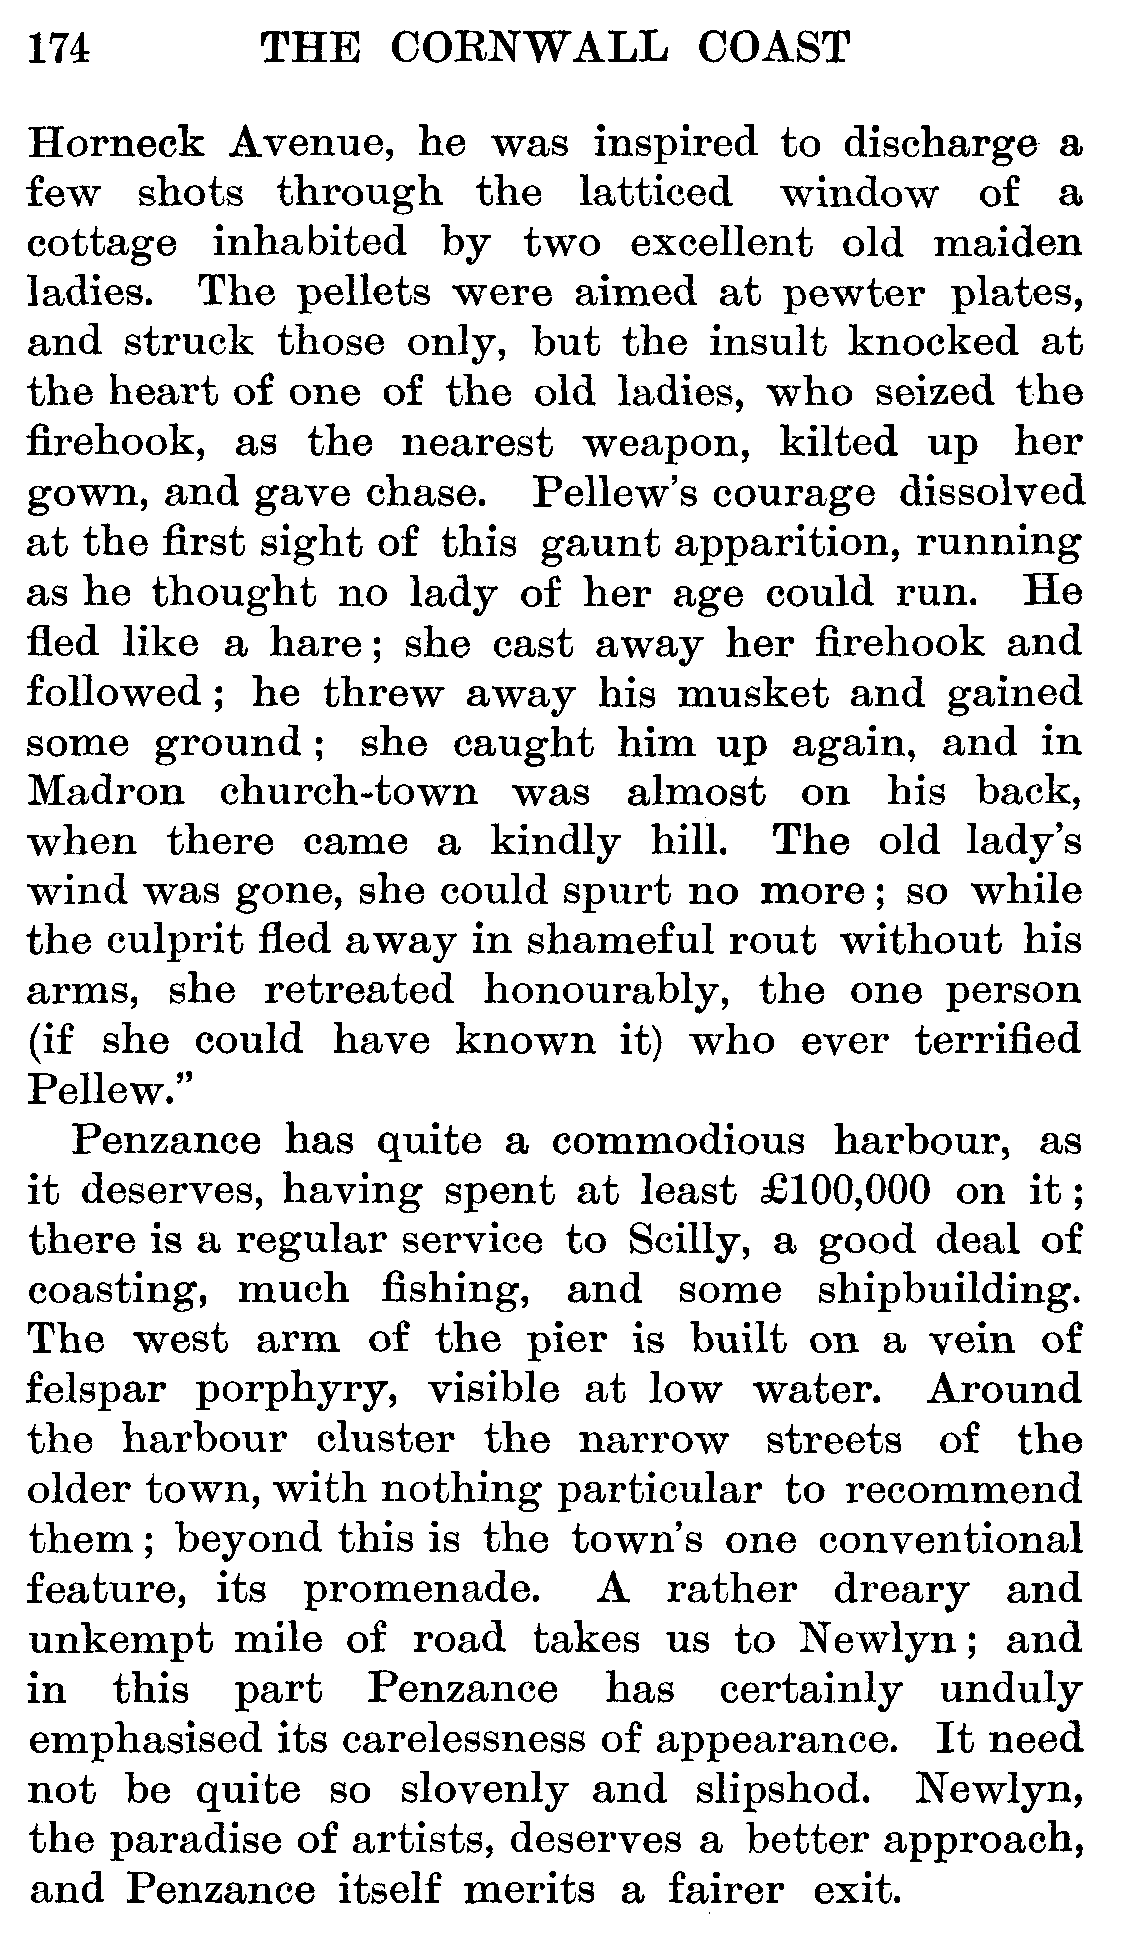 174 THE CORNWALL COAST
Horneck Avenue, he was inspired to discharge a
few shots through the latticed window of a
cottage inhabited by two excellent old maiden
ladies. The pellets were aimed at pewter plates,
and struck those only, but the insult knocked at
the heart of one of the old ladies, who seized the
firehook, as the nearest weapon, kilted up her
gown, and gave chase. Pellew's courage dissolved
at the first sight of this gaunt apparition, running
as he thought no lady of her age could run. He
fled like a hare; she cast away her firehook and
followed; he threw away his musket and gained
some ground; she caught him up again, and in
Madron church-town was almost on his back,
when there came a kindly hill. The old lady's
wind was gone, she could spurt no more; so while
the culprit fled away in shameful rout without his
arms, she retreated honourably, the one person
(if she could have known it) who ever terrified
Pellew."
Penzance has quite a commodious harbour, as
it deserves, having spent at least £100,000 on it;
there is a regular service to Scilly, a good deal of
coasting, much fishing, and some shipbuilding.
The west arm of the pier is built on a vein of
felspar porphyry, visible at low water. Around
the harbour cluster the narrow streets of the
older town, with nothing particular to recommend
them; beyond this is the town's one conventional
feature, its promenade. A rather dreary and
unkempt mile of road takes us to Newlyn; and
in this part Penzance has certainly unduly
emphasised its carelessness of appearance. It need
not be quite so slovenly and slipshod. Newlyn,
the paradise of artists, deserves a better approach,
and Penzance itself merits a fairer exit.